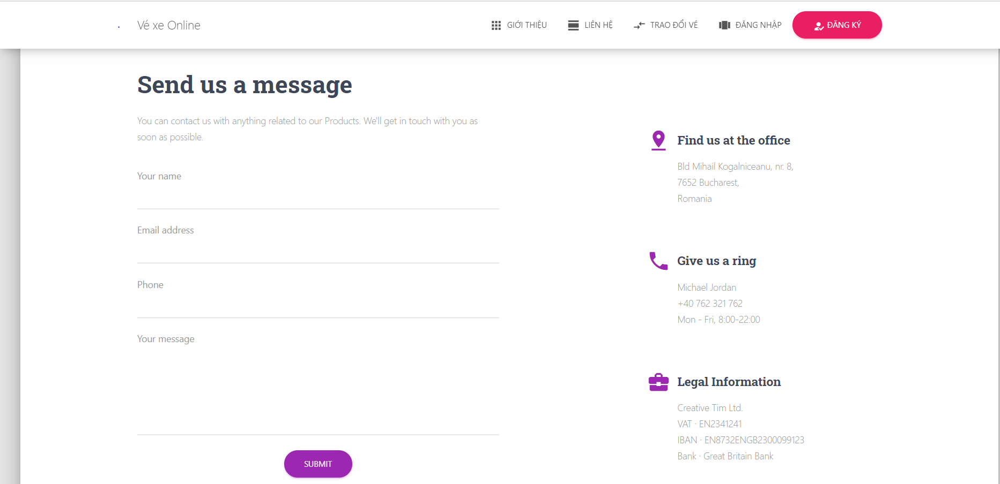 Vé xe Online
GIỚI THIỆU
LIÊN HỆ
TRAO ĐỔI VÉ
ĐĂNG NHẬP
ĐĂNG KÝ
Send us a message
You can contact us with anything related to our Products. We'll get in touch with you as
soon as possible.
Your name
Email address
Phone
Your message
SUBMIT
Find us at the office
Bld Mihail Kogalniceanu, nr. 8,
7652 Bucharest,
Romania
Give us a ring
Michael Jordan
+40 762 321 762
Mon - Fri, 8:00-22:00
Legal Information
Creative Tim Ltd.
VAT · EN2341241
IBAN · EN8732ENGB2300099123
Bank · Great Britain Bank